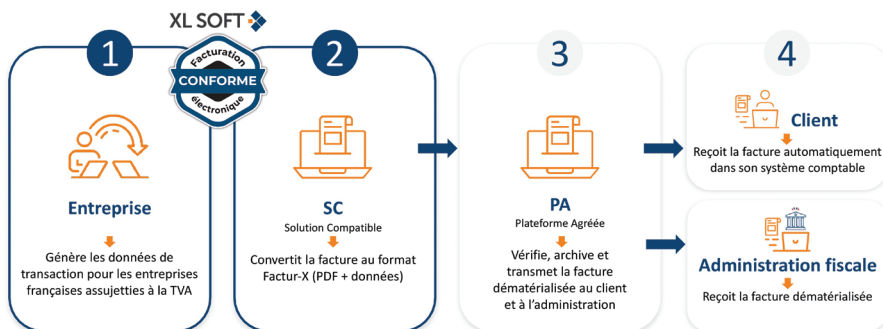 XL SOFT
Facturation
CONFORME
électronique
1
Entreprise
Génère les données de
transaction pour les entreprises
françaises assujetties à la TVA
2
SC
Solution Compatible
Convertit la facture au format
Factur-X (PDF + données)
3
PA
Plateforme Agréée
Vérifie, archive et
transmet la facture
dématérialisée au client
et à l'administration
4
Client
Reçoit la facture automatiquement
dans son système comptable
Administration fiscale
Reçoit la facture dématérialisée